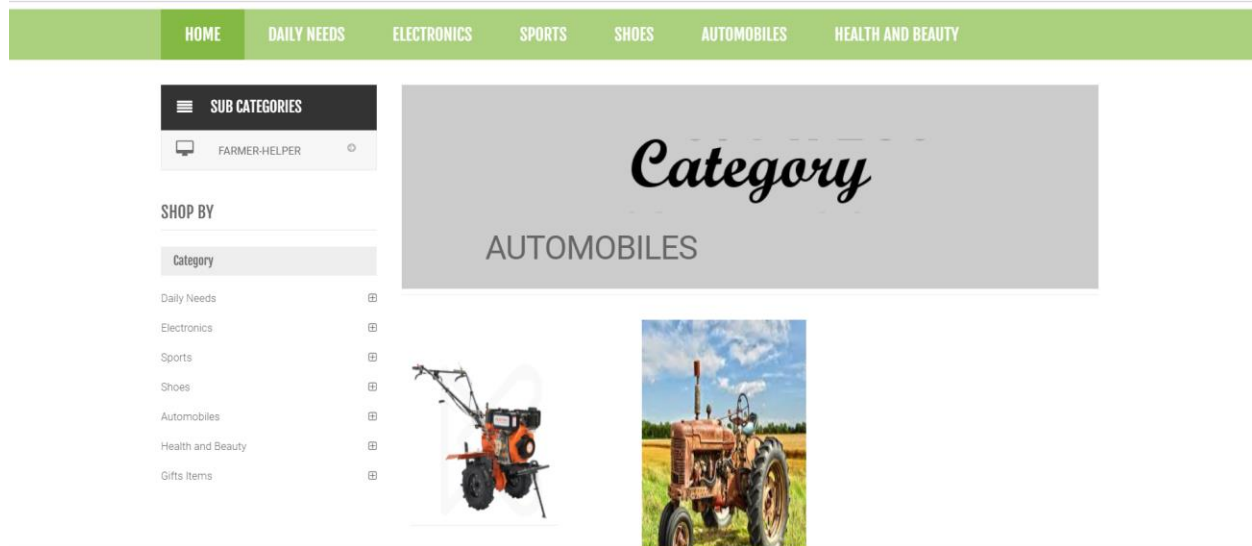 HOME DAILY NEEDS ELECTRONICS SPORTS SHOES AUTOMOBILES HEALTH AND BEAUTY
SUB CATEGORIES
FARMER-HELPER
SHOP BY
Category
Daily Needs
Electronics
Sports
Shoes
Automobiles
Health and Beauty
Gifts Items
Category
AUTOMOBILES